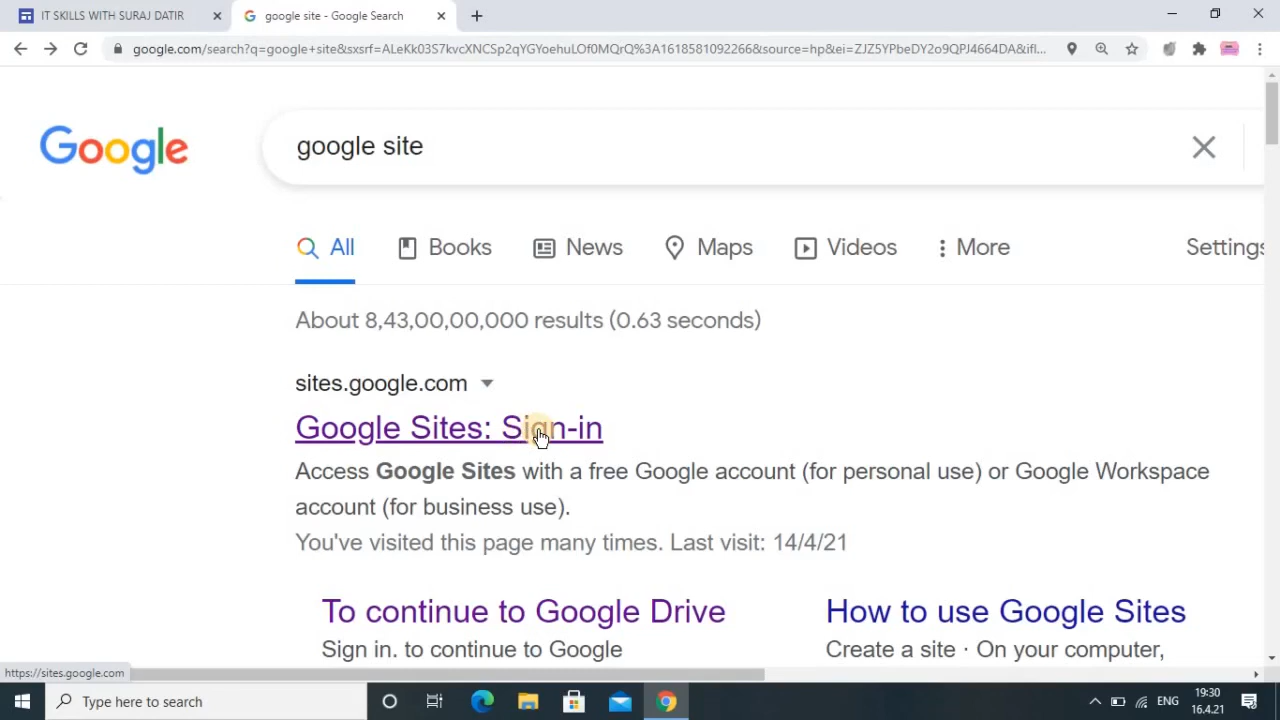 IT SKILLS WITH SURAJ DATIR
google site - Google Search
google.com/search?q=google+site&sxsrf=ALeKk03S7kvcXNCSp2qYGYoehuLOf0MQrQ%3A1618581092266&source=hp&ei=ZJZ5YPbeDY2o9QPJ4664DA&ifl...
Google
google site
All
Books
News
Maps
Videos
More
Settings
About 8,43,00,00,000 results (0.63 seconds)
sites.google.com
Google Sites: Sign-in
Access Google Sites with a free Google account (for personal use) or Google Workspace
account (for business use).
You've visited this page many times. Last visit: 14/4/21
To continue to Google Drive
How to use Google Sites
Sign in. to continue to Google
Create a site · On your computer,
https://sites.google.com
Type here to search
ENG
19:30
16.4.21